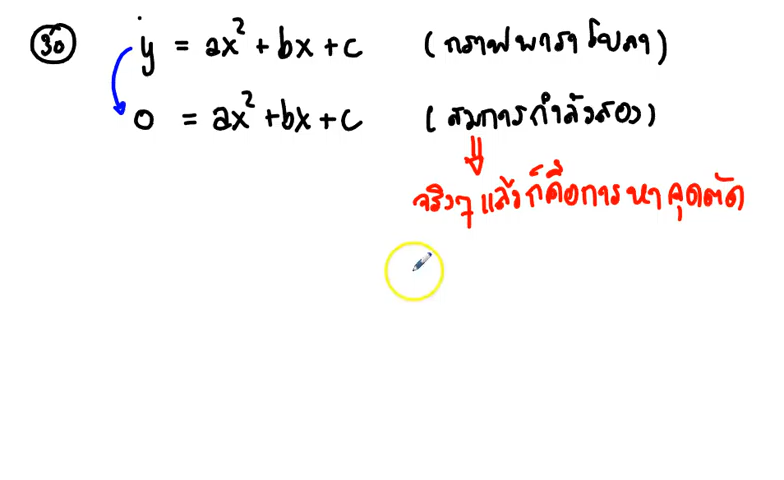 30 y = ax² + bx + c (กราฟพาราโบลา)
0 = ax² + bx + c (สมการกำลังสอง)
จริงๆ แล้วก็คือการหาจุดตัด